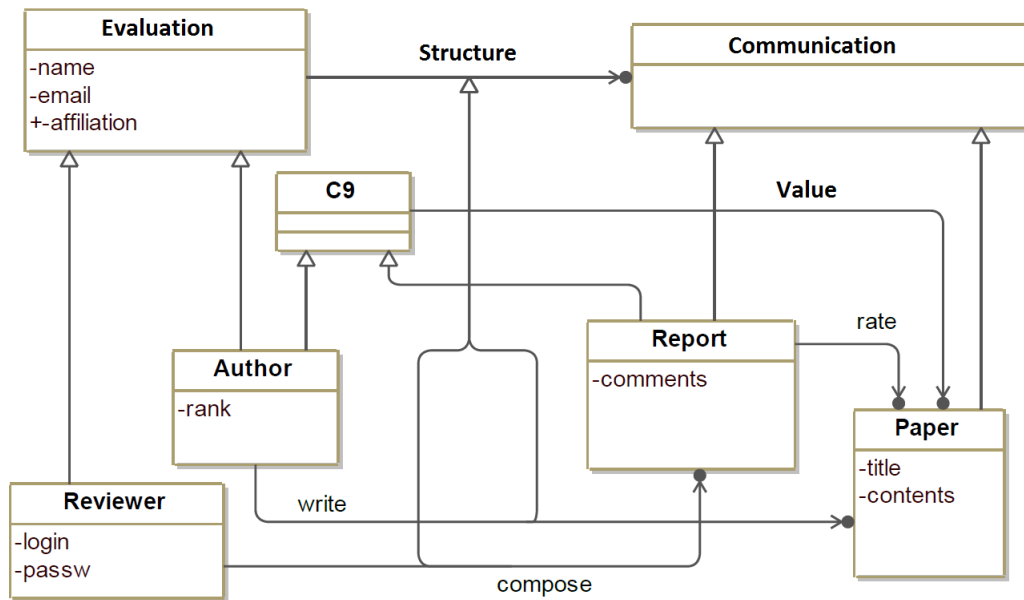 Evaluation
-name
-email
+-affiliation
Structure
Communication
C9
Value
Author
-rank
Report
-comments
rate
Paper
-title
-contents
Reviewer
-login
-passw
write
compose